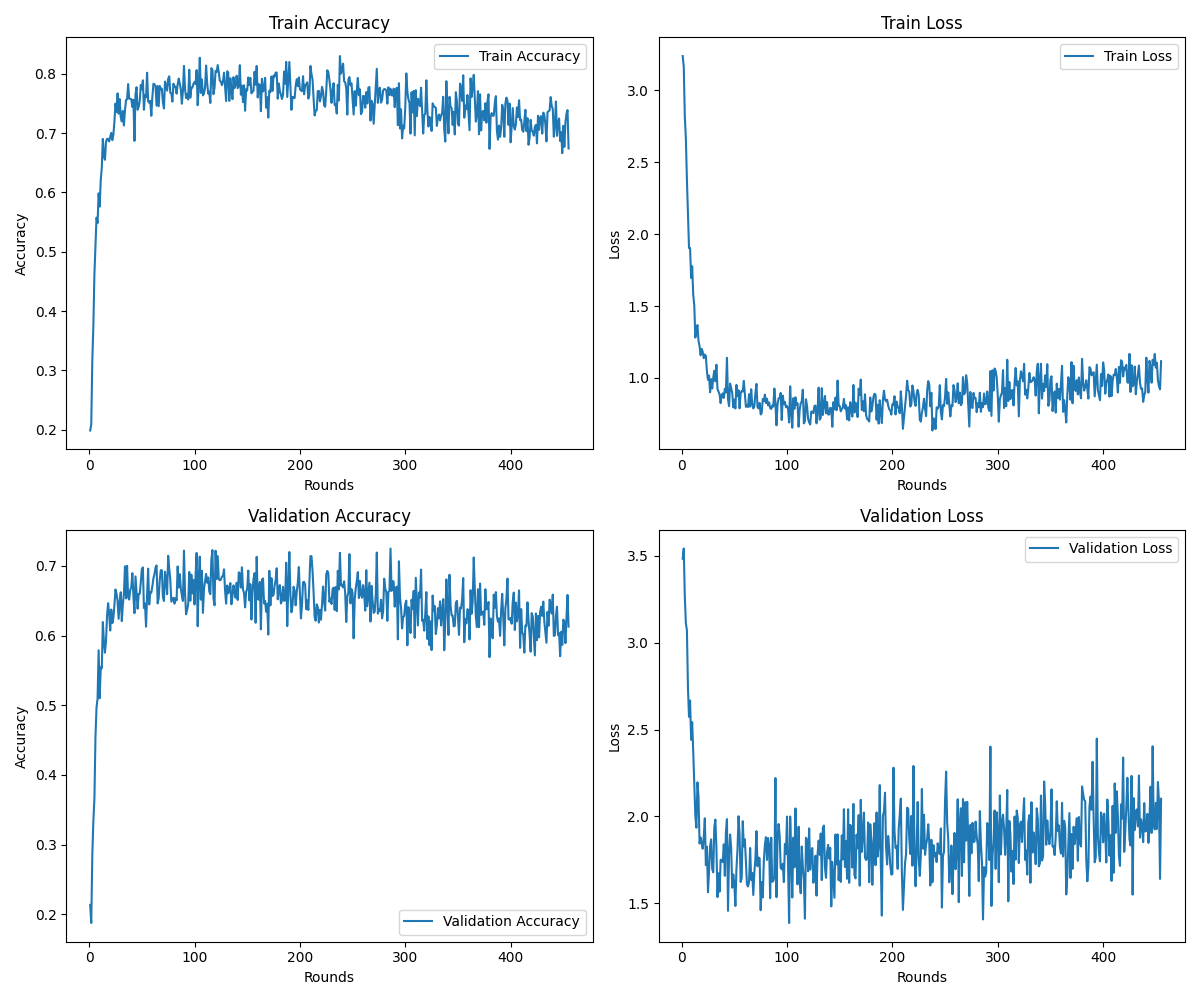 Train Accuracy
Train Accuracy
0.8
0.7
0.6
0.5
0.4
0.3
0.2
Accuracy
0 100 200 300 400
Rounds
Train Loss
Train Loss
3.0
2.5
2.0
1.5
1.0
Loss
0 100 200 300 400
Rounds
Validation Accuracy
0.7
0.6
0.5
0.4
0.3
0.2
Accuracy
Validation Accuracy
0 100 200 300 400
Rounds
Validation Loss
Validation Loss
3.5
3.0
2.5
2.0
1.5
Loss
0 100 200 300 400
Rounds